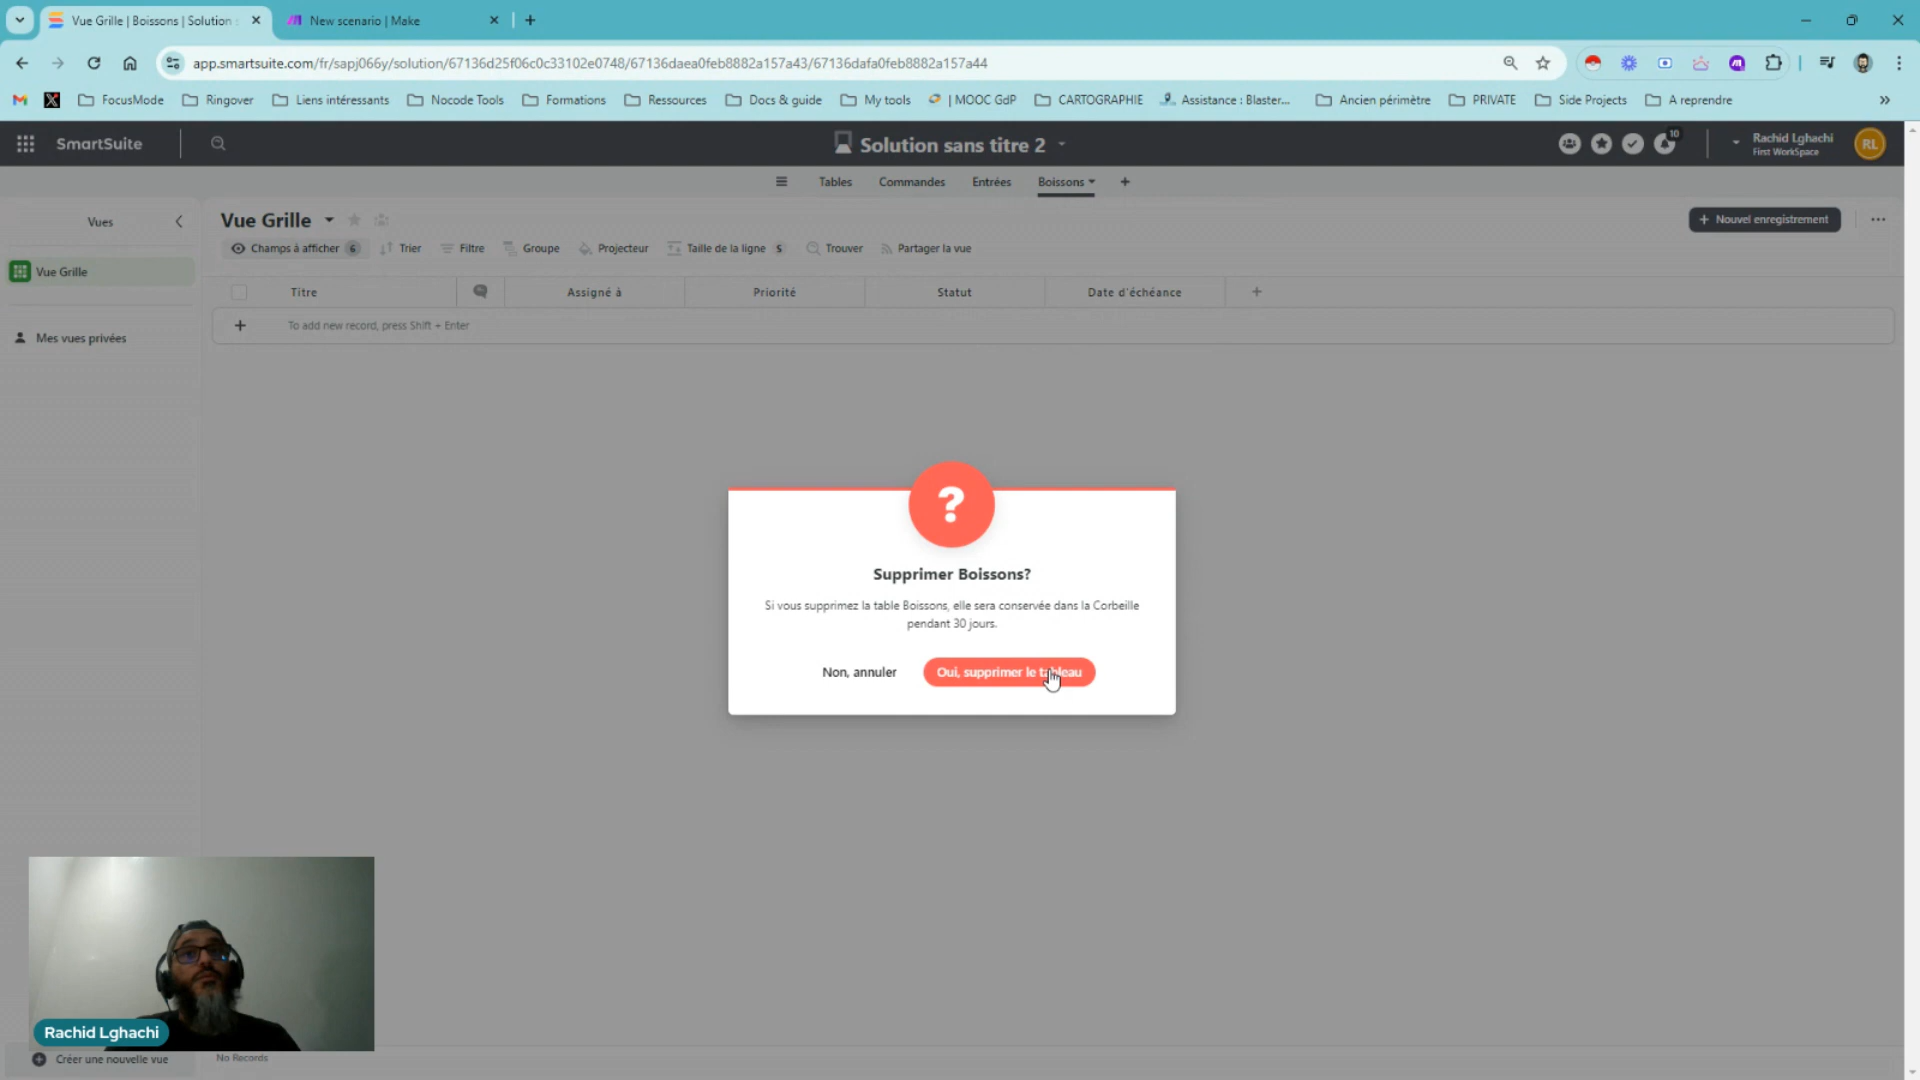 Vue Grille | Boissons | Solution
New scenario | Make
app.smartsuite.com/fr/sapj066y/solution/67136d25f06c0c33102e0748/67136daea0feb8882a157a43/67136dafa0feb8882a157a44
FocusMode
Ringover
Liens intéressants
Nocode Tools
Formations
Ressources
Docs & guide
My tools
| MOOC GdP
CARTOGRAPHIE
Assistance : Blaster...
Ancien périmètre
PRIVATE
Side Projects
A reprendre
SmartSuite
Solution sans titre 2
10
Rachid Lghachi
First WorkSpace
RL
Tables
Commandes
Entrées
Boissons
Vues
Vue Grille
Nouvel enregistrement
Champs à afficher 6
Trier
Filtre
Groupe
Projecteur
Taille de la ligne S
Trouver
Partager la vue
Vue Grille
Titre
Assigné à
Priorité
Statut
Date d'échéance
To add new record, press Shift + Enter
Mes vues privées
?
Supprimer Boissons?
Si vous supprimez la table Boissons, elle sera conservée dans la Corbeille
pendant 30 jours.
Non, annuler
Oui, supprimer le tableau
Rachid Lghachi
Créer une nouvelle vue
No Records